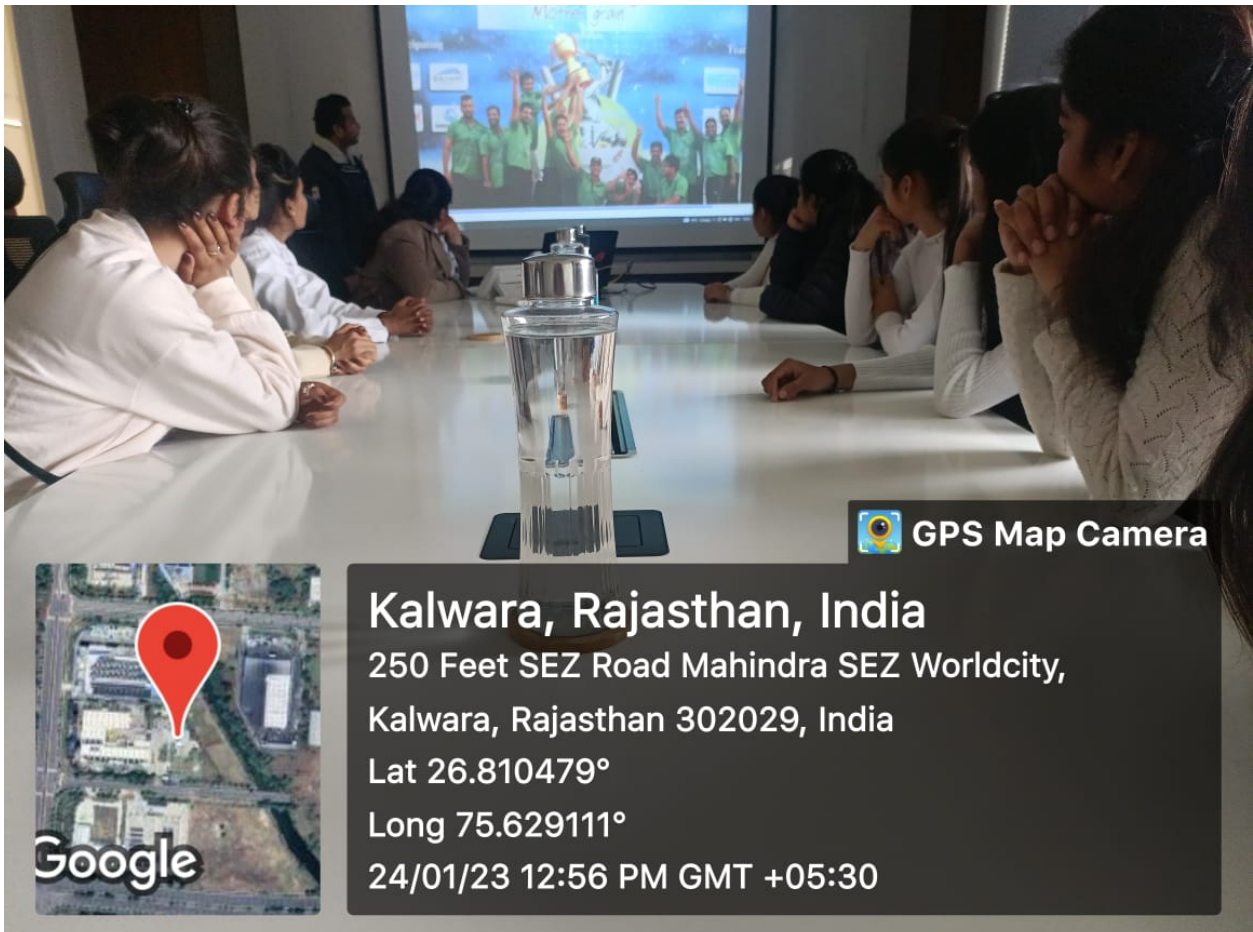 GPS Map Camera
Kalwara, Rajasthan, India
250 Feet SEZ Road Mahindra SEZ Worldcity,
Kalwara, Rajasthan 302029, India
Lat 26.810479°
Long 75.629111°
24/01/23 12:56 PM GMT +05:30
Google